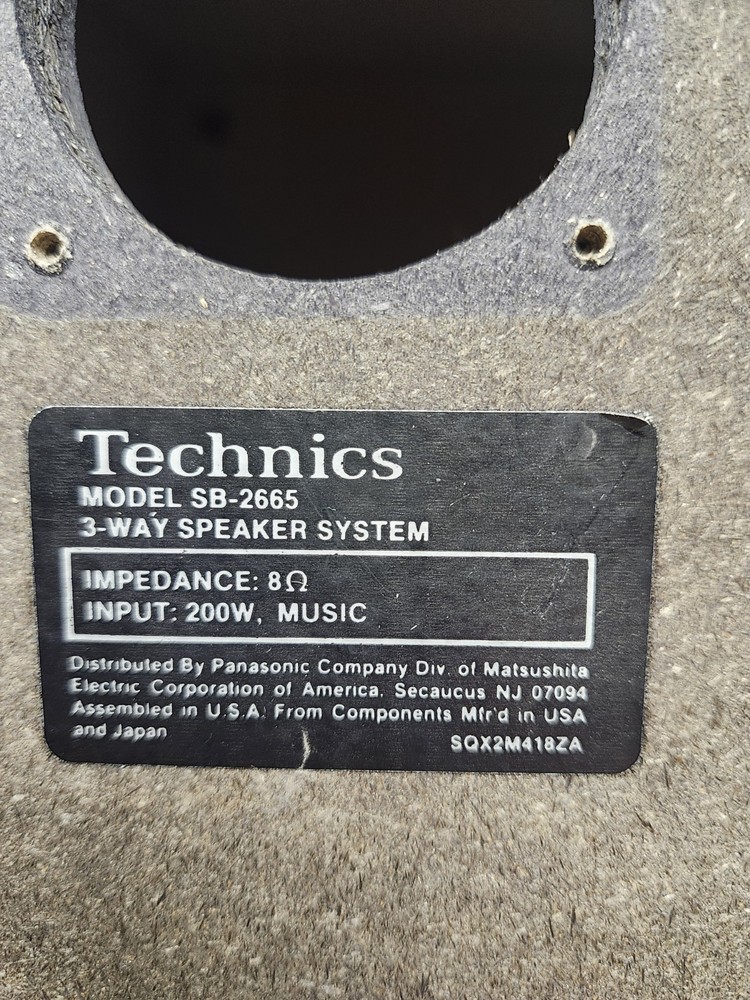 Technics
MODEL SB-2665
3-WAY SPEAKER SYSTEM
IMPEDANCE: 8Ω
INPUT: 200W, MUSIC
Distributed By Panasonic Company Div. of Matsushita
Electric Corporation of America, Secaucus NJ 07094
Assembled in U.S.A. From Components Mfr'd in USA
and Japan
SQX2M418ZA